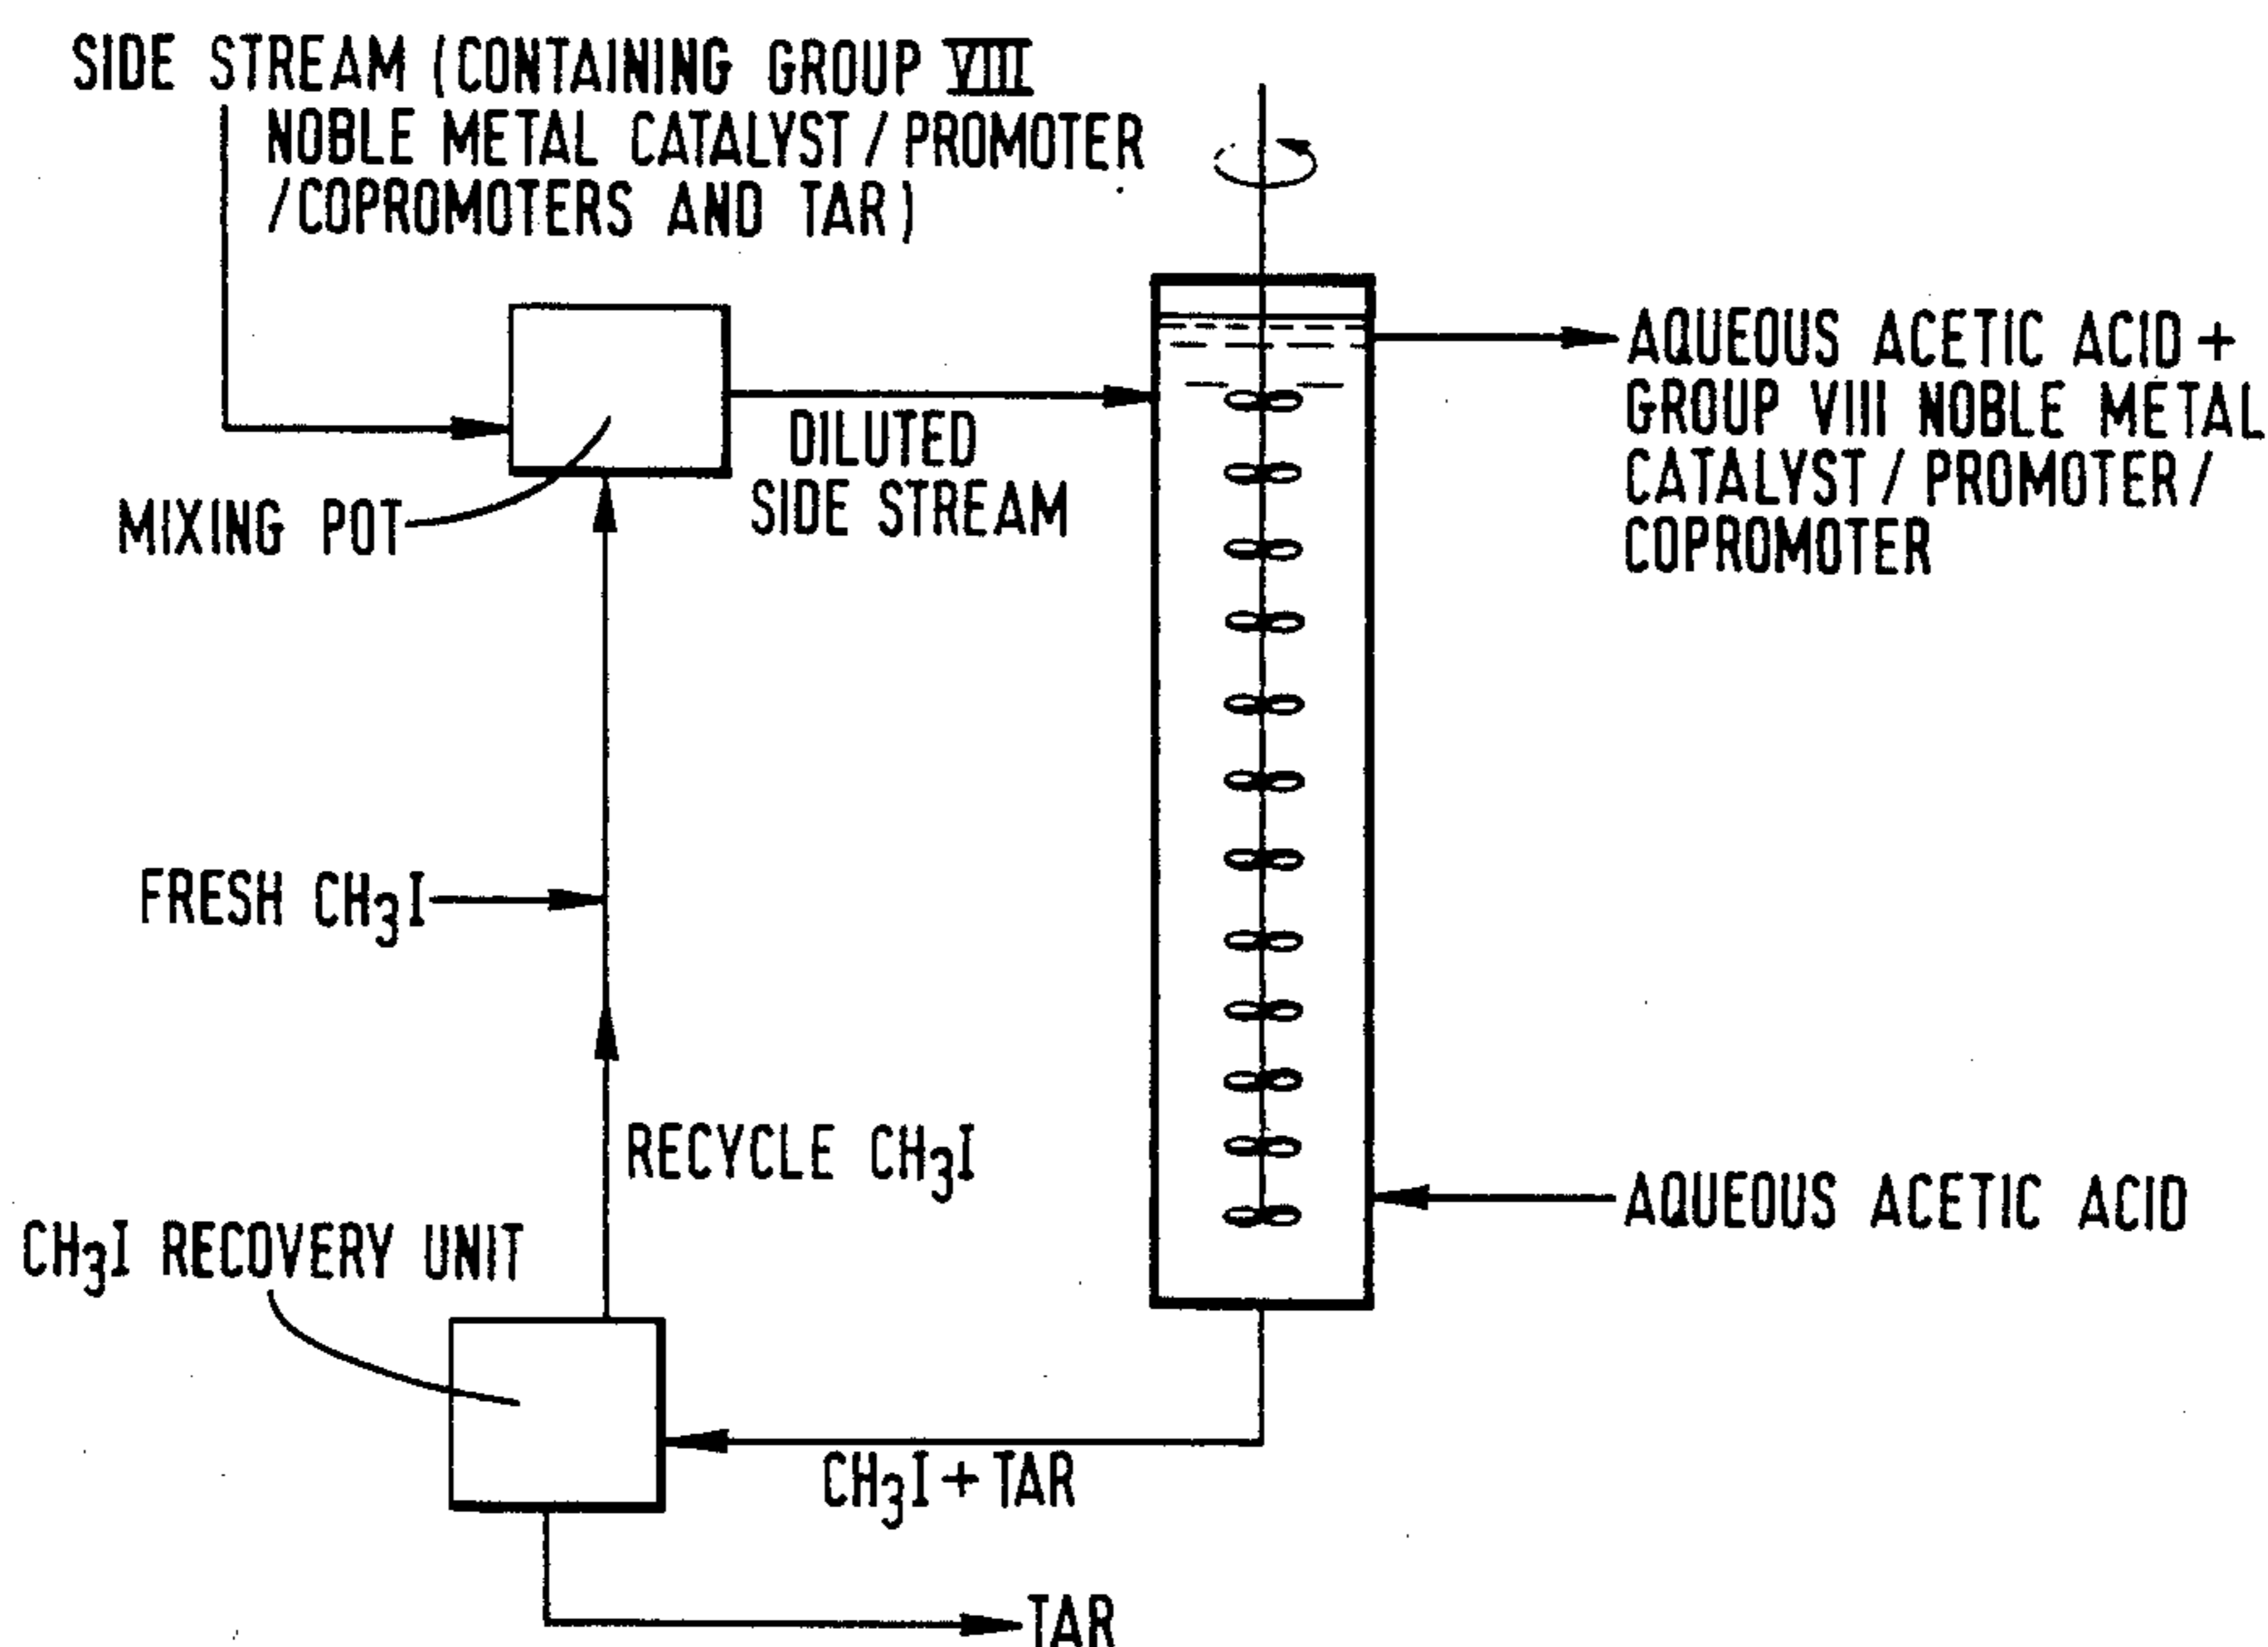 SIDE STREAM (CONTAINING GROUP VIII
NOBLE METAL CATALYST / PROMOTER
/COPROMOTERS AND TAR)
MIXING POT
DILUTED
SIDE STREAM
AQUEOUS ACETIC ACID +
GROUP VIII NOBLE METAL
CATALYST / PROMOTER /
COPROMOTER
FRESH CH₃I
RECYCLE CH₃I
AQUEOUS ACETIC ACID
CH₃I RECOVERY UNIT
CH₃I + TAR
TAR